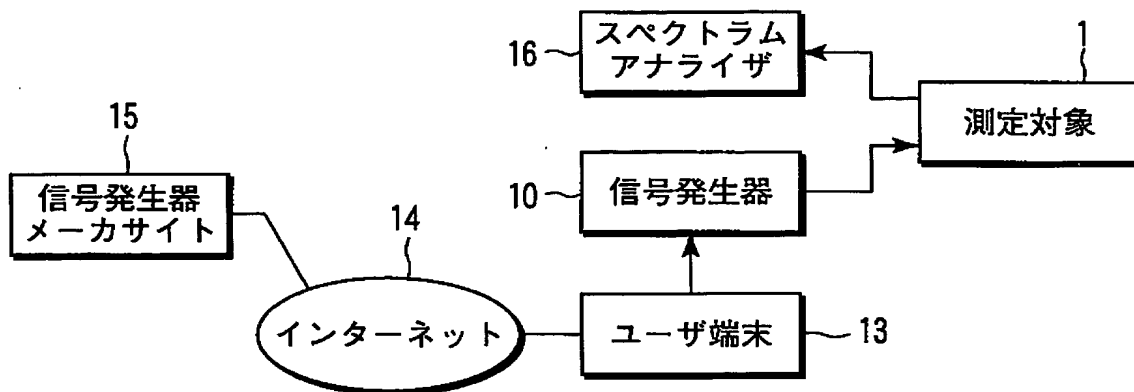 スペクトラム
アナライザ
16
1
測定対象
15
信号発生器
メーカサイト
10
信号発生器
14
インターネット
ユーザ端末
13